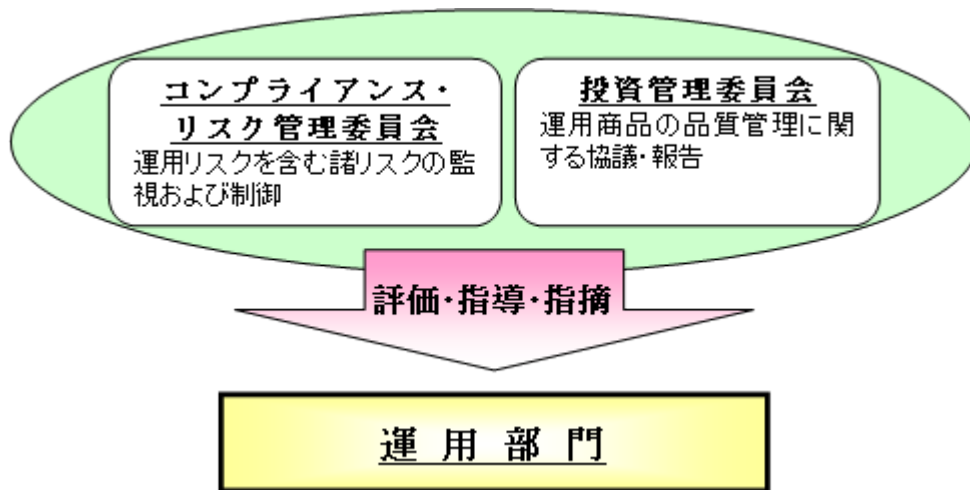 コンプライアンス・
リスク管理委員会
運用リスクを含む諸リスクの監
視および制御
投資管理委員会
運用商品の品質管理に関
する協議・報告
評価・指導・指摘
運用部門